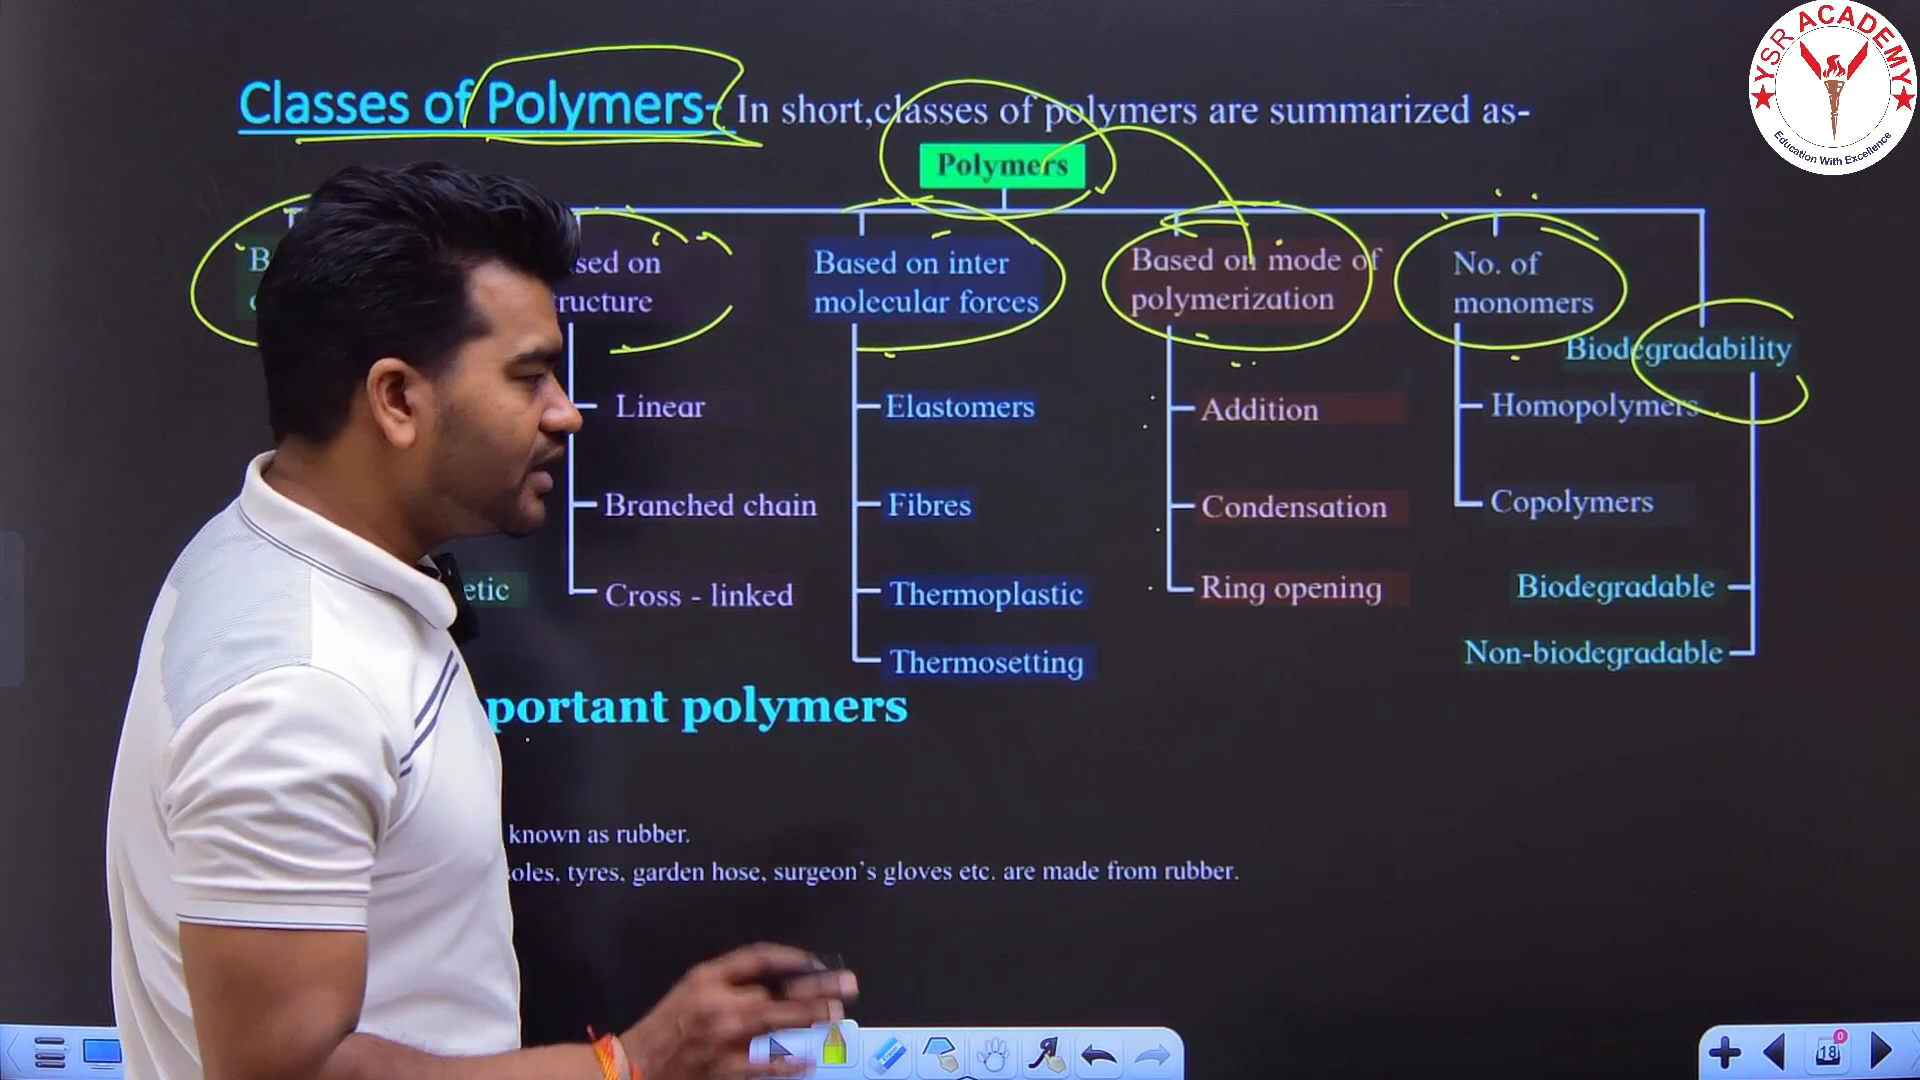 Classes of Polymers- In short,classes of polymers are summarized as-
Polymers
Based on inter
molecular forces
Based on mode of
polymerization
No. of
monomers
Biodegradability
sed on
ructure
Linear
Branched chain
Cross - linked
Elastomers
Fibres
Thermoplastic
Thermosetting
Addition
Condensation
Ring opening
Homopolymers
Copolymers
Biodegradable
Non-biodegradable
etic
portant polymers
known as rubber.
oles, tyres, garden hose, surgeon's gloves etc. are made from rubber.
YSR ACADEMY
Education With Excellence
18
0